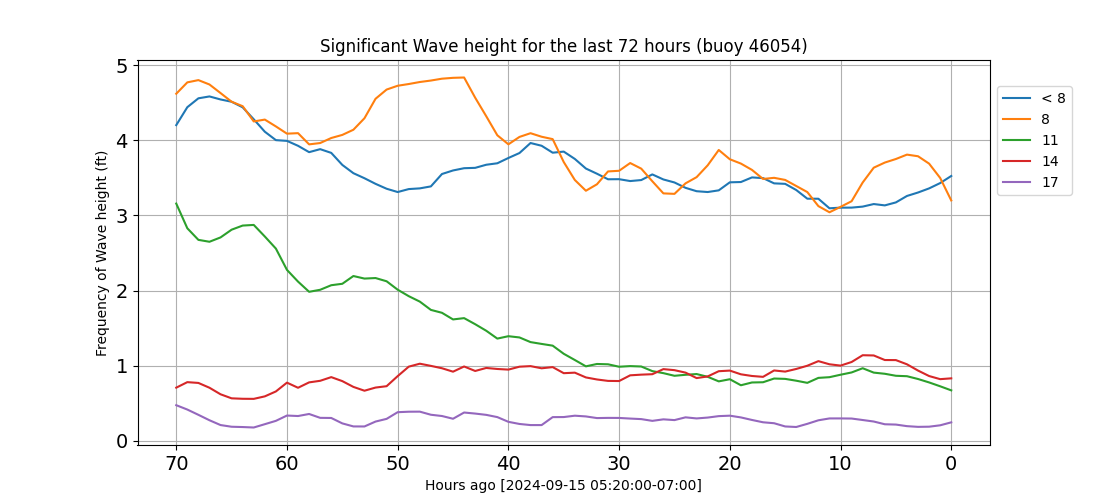 Significant Wave height for the last 72 hours (buoy 46054)
Frequency of Wave height (ft)
5
4
3
2
1
0
70 60 50 40 30 20 10 0
Hours ago [2024-09-15 05:20:00-07:00]
< 8
8
11
14
17